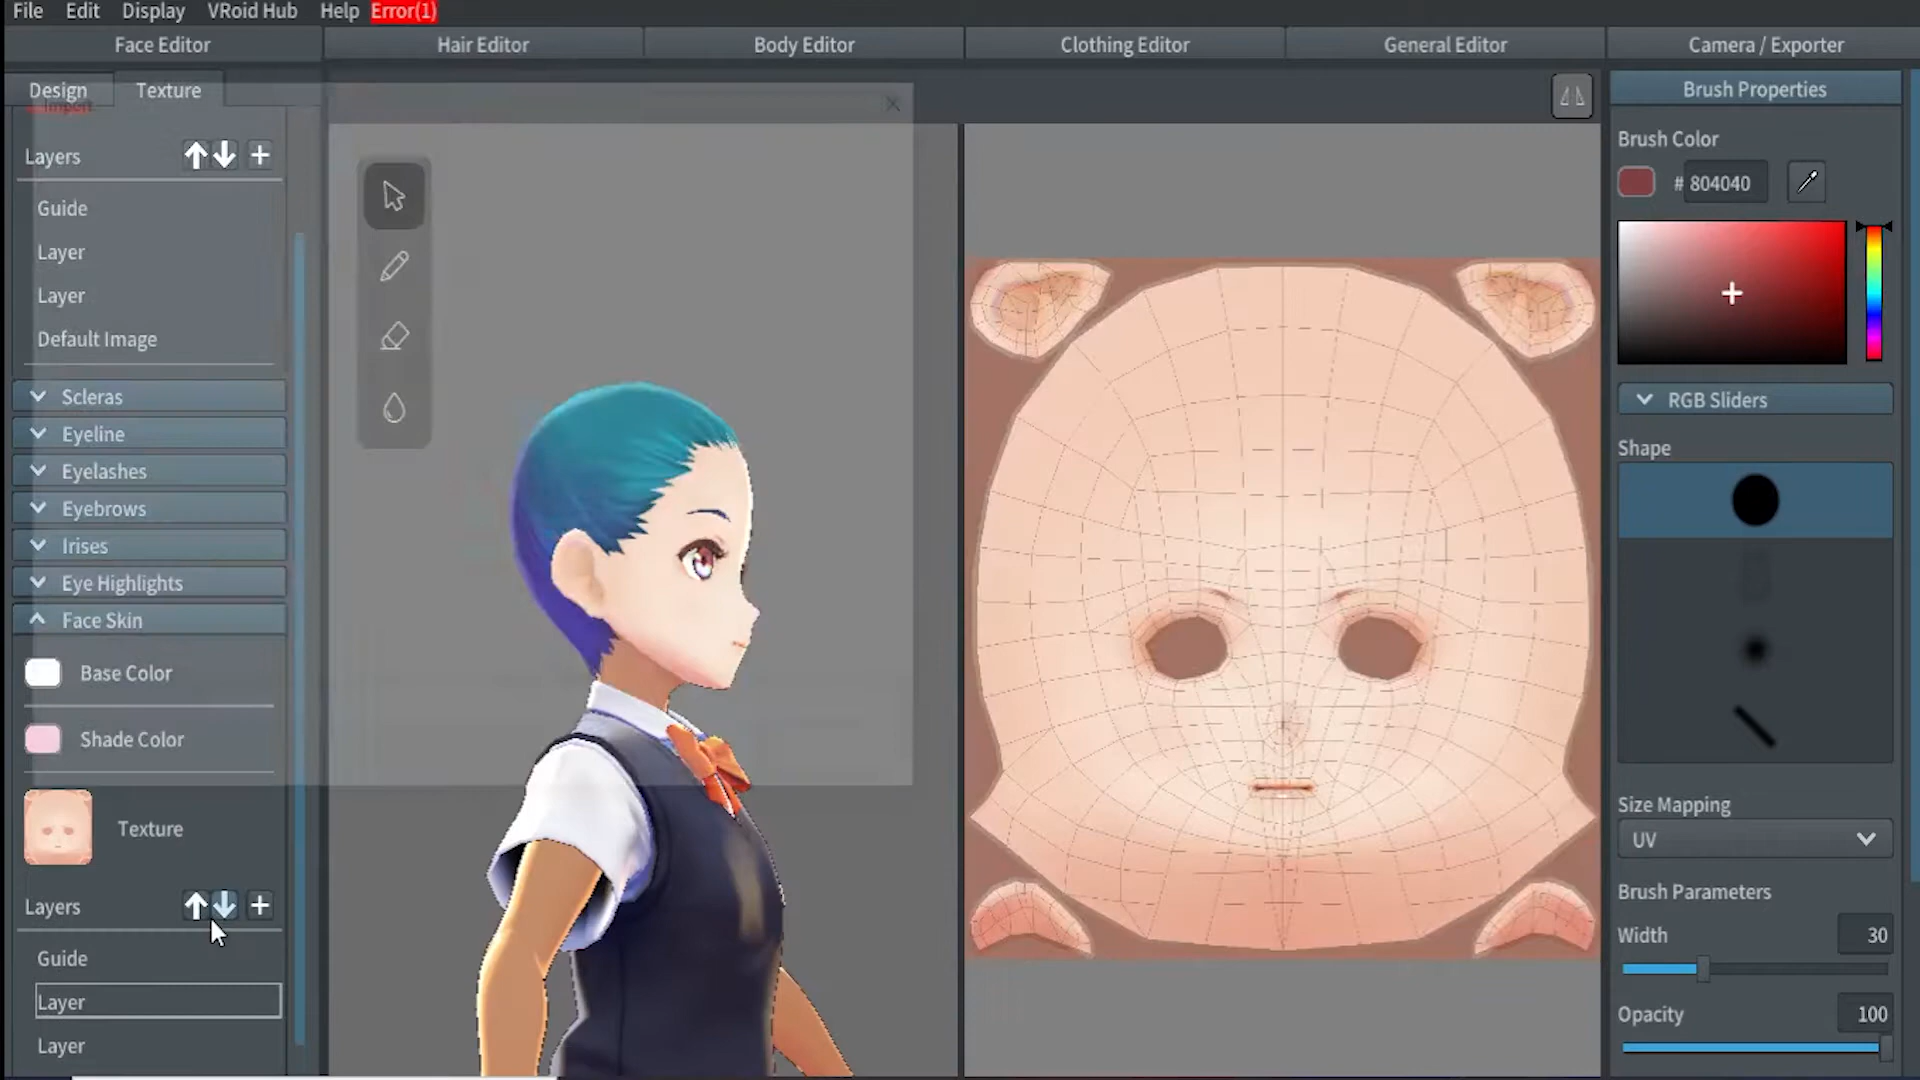 File Edit Display VRoid Hub Help Error(1)
Face Editor Hair Editor Body Editor Clothing Editor General Editor Camera / Exporter
Design Texture
Import
Layers
Guide
Layer
Layer
Default Image
Scleras
Eyeline
Eyelashes
Eyebrows
Irises
Eye Highlights
Face Skin
Base Color
Shade Color
Texture
Layers
Guide
Layer
Layer
Brush Properties
Brush Color
# 804040
RGB Sliders
Shape
Size Mapping
UV
Brush Parameters
Width 30
Opacity 100